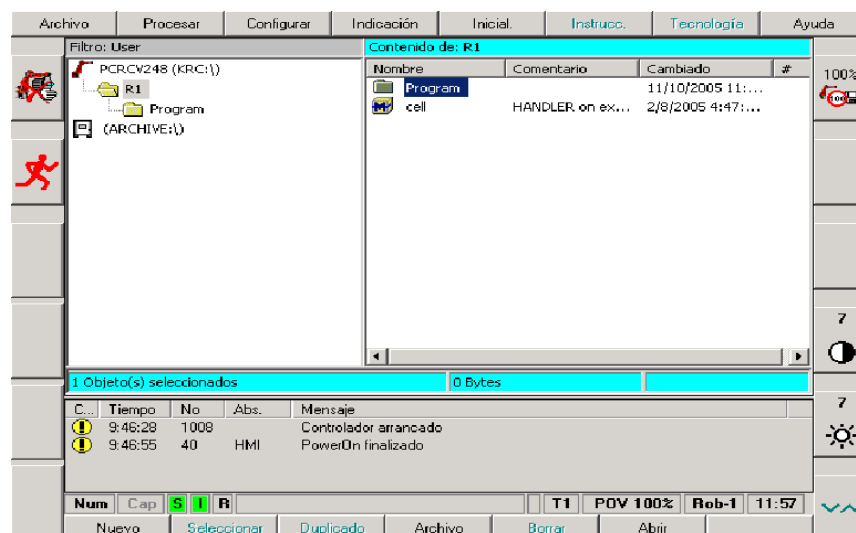 Archivo Procesar Configurar Indicación Inicial. Instrucc. Tecnología Ayuda
Filtro: User Contenido de: R1
PCRCV248 (KRC:\)
R1
Program
(ARCHIVE:\)
Nombre Comentario Cambiado #
Program 11/10/2005 11:...
cell HANDLER on ex... 2/8/2005 4:47:...
100%
7
1 Objeto(s) seleccionados 0 Bytes
C... Tiempo No Abs. Mensaje
9:46:28 1008 Controlador arrancado
9:46:55 40 HMI PowerOn finalizado
7
Num Cap S I R T1 POV 100% Rob-1 11:57
Nuevo Seleccionar Duplicado Archivo Borrar Abrir